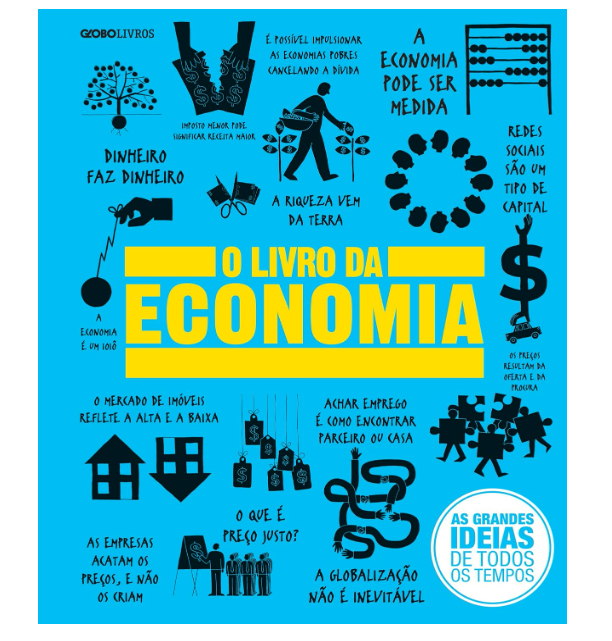 GLOBOLIVROS
É POSSÍVEL IMPULSIONAR
AS ECONOMIAS POBRES
CANCELANDO A DÍVIDA
A
ECONOMIA
PODE SER
MEDIDA
IMPOSTO MENOR PODE
SIGNIFICAR RECEITA MAIOR
DINHEIRO
FAZ DINHEIRO
REDES
SOCIAIS
SÃO UM
TIPO DE
CAPITAL
A RIQUEZA VEM
DA TERRA
O LIVRO DA
ECONOMIA
A
ECONOMIA
É UM IOIÔ
OS PREÇOS
RESULTAM DA
OFERTA E DA
PROCURA
O MERCADO DE IMÓVEIS
REFLETE A ALTA E A BAIXA
ACHAR EMPREGO
É COMO ENCONTRAR
PARCEIRO OU CASA
O QUE É
PREÇO JUSTO?
AS EMPRESAS
ACATAM OS
PREÇOS, E NÃO
OS CRIAM
A GLOBALIZAÇÃO
NÃO É INEVITÁVEL
AS GRANDES
IDEIAS
DE TODOS
OS TEMPOS